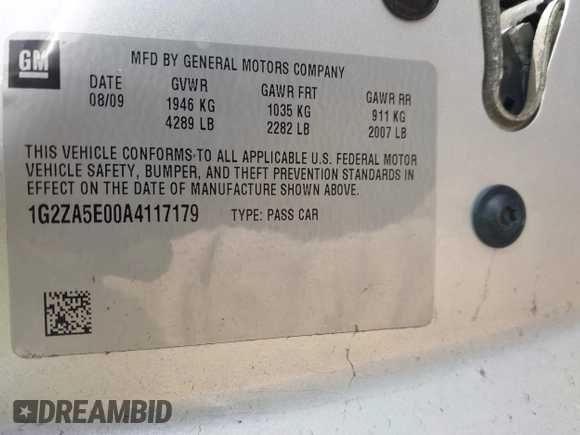 GM
MFD BY GENERAL MOTORS COMPANY
DATE GVWR GAWR FRT GAWR RR
08/09 1946 KG 1035 KG 911 KG
4289 LB 2282 LB 2007 LB
THIS VEHICLE CONFORMS TO ALL APPLICABLE U.S. FEDERAL MOTOR
VEHICLE SAFETY, BUMPER, AND THEFT PREVENTION STANDARDS IN
EFFECT ON THE DATE OF MANUFACTURE SHOWN ABOVE.
1G2ZA5E00A4117179 TYPE: PASS CAR
DREAMBID